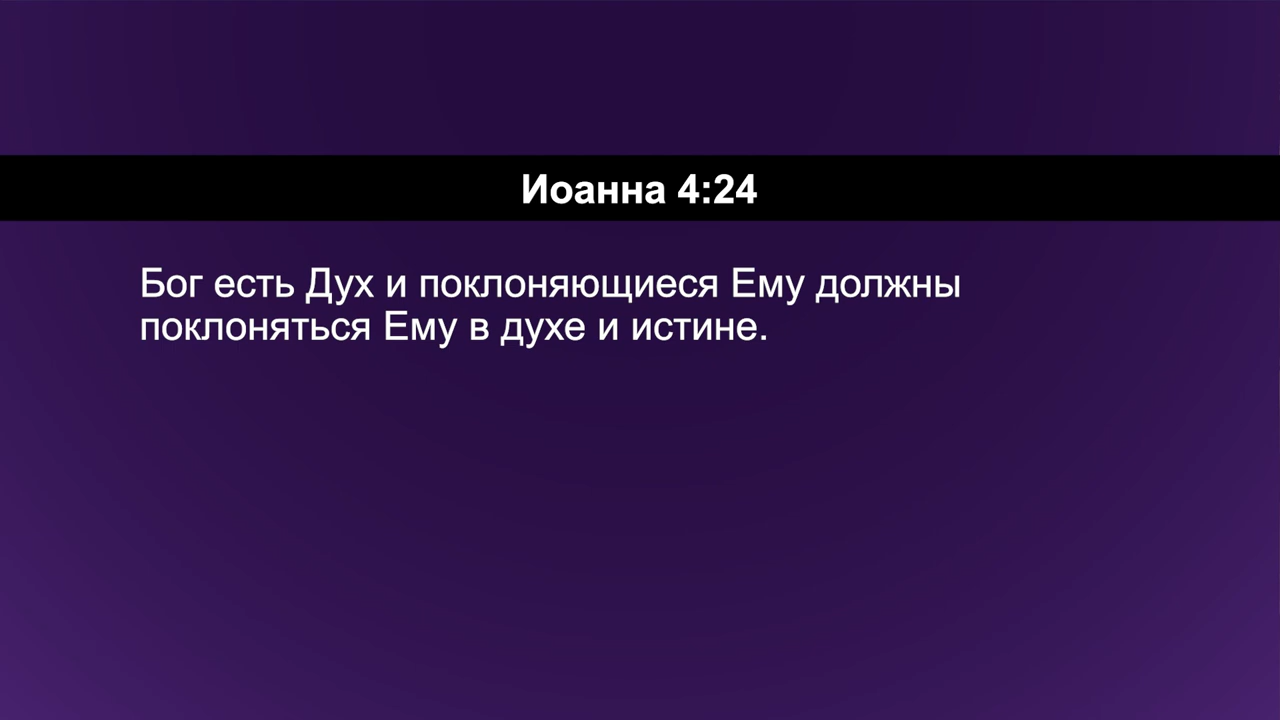 Иоанна 4:24
Бог есть Дух и поклоняющиеся Ему должны
поклоняться Ему в духе и истине.